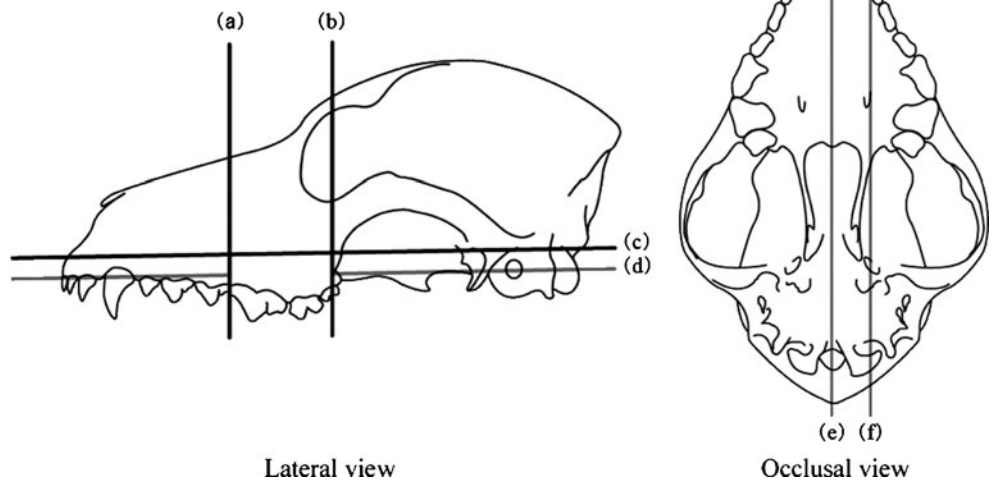 (a)
(b)
(c)
(d)
(e)
(f)
Lateral view
Occlusal view